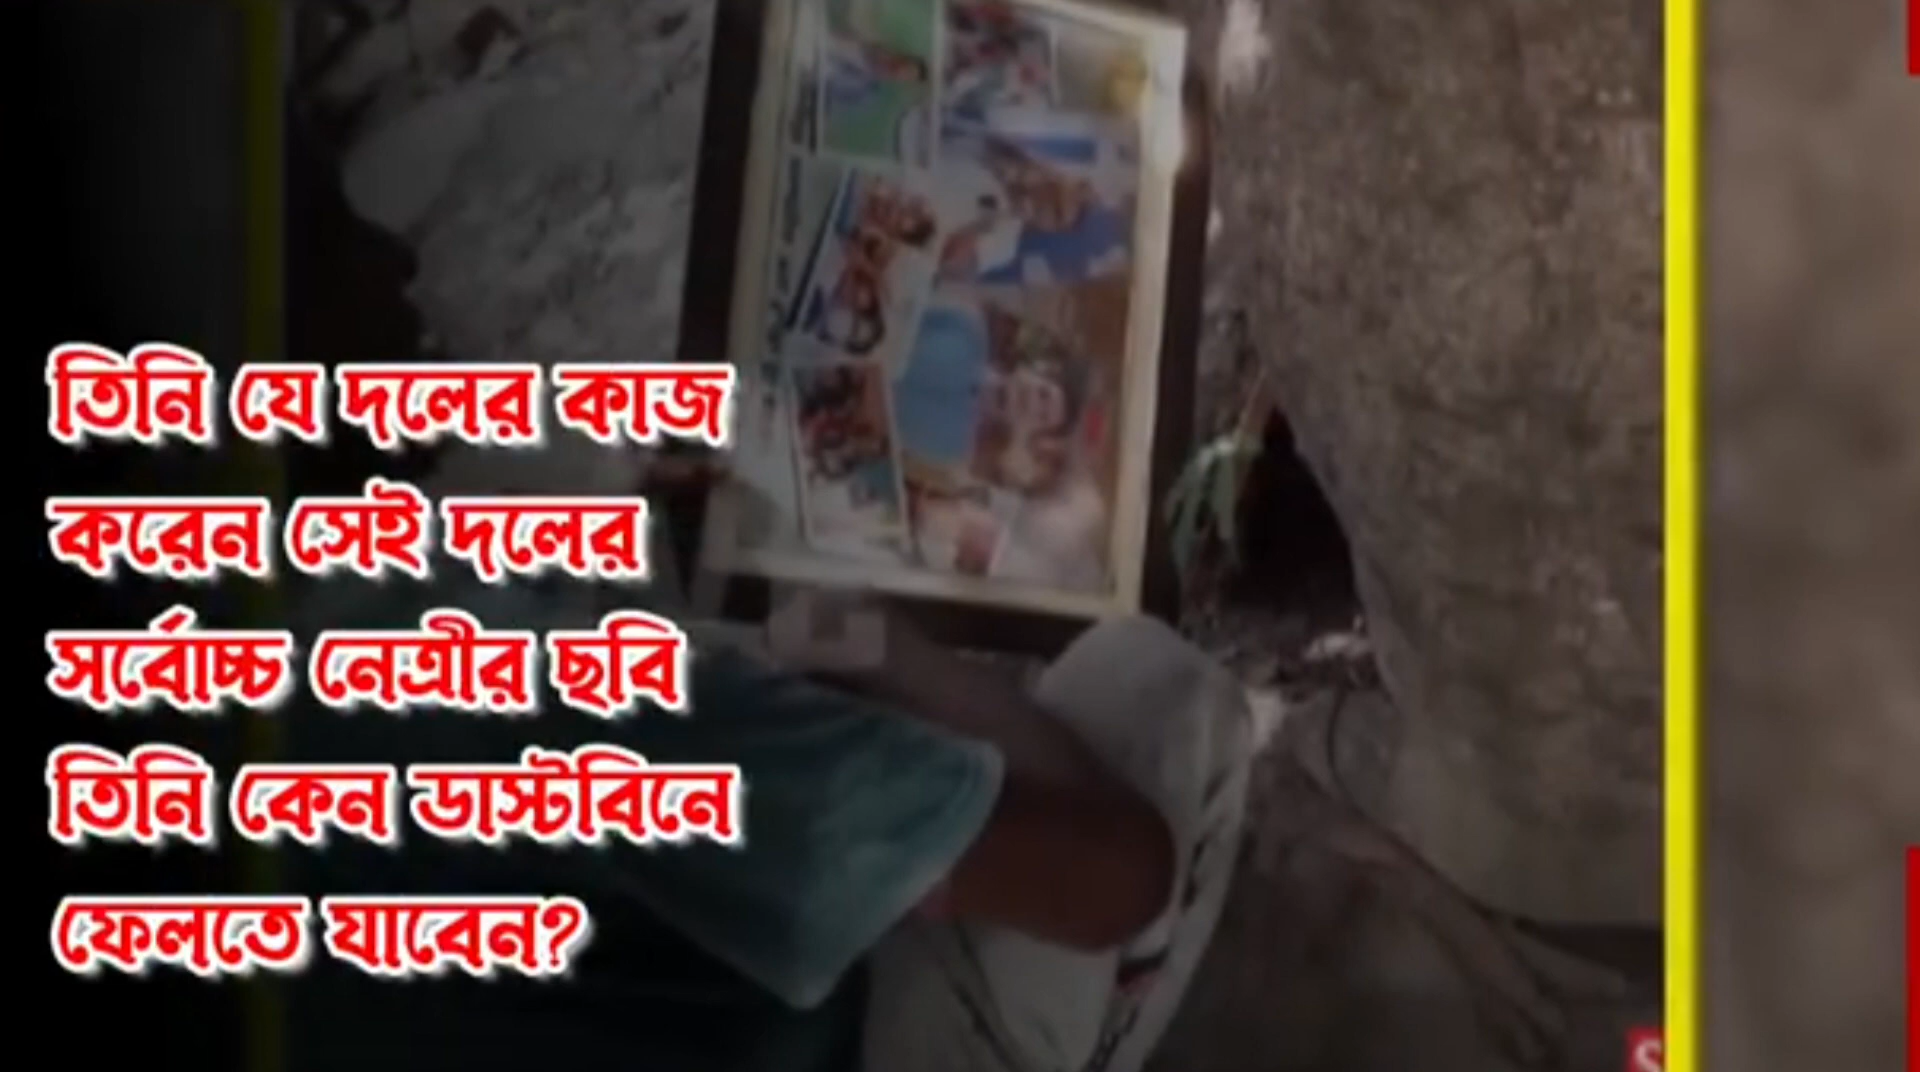 তিনি যে দলের কাজ
করেন সেই দলের
সর্বোচ্চ নেত্রীর ছবি
তিনি কেন ডাস্টবিনে
ফেলতে যাবেন?